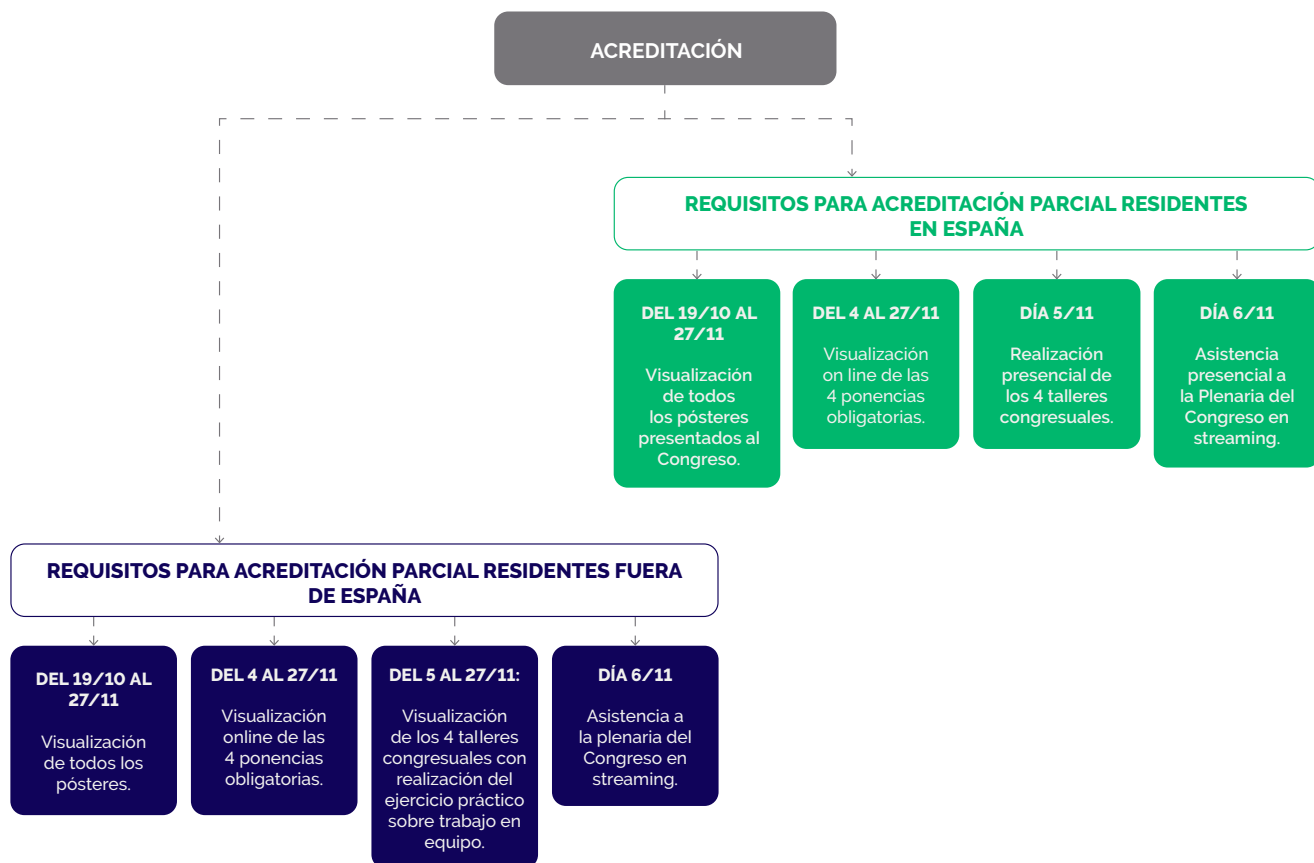 ACREDITACIÓN
REQUISITOS PARA ACREDITACIÓN PARCIAL RESIDENTES
EN ESPAÑA
DEL 19/10 AL
27/11
Visualización
de todos
los pósteres
presentados al
Congreso.
DEL 4 AL 27/11
Visualización
on line de las
4 ponencias
obligatorias.
DÍA 5/11
Realización
presencial de
los 4 talleres
congresuales.
DÍA 6/11
Asistencia
presencial a
la Plenaria del
Congreso en
streaming.
REQUISITOS PARA ACREDITACIÓN PARCIAL RESIDENTES FUERA
DE ESPAÑA
DEL 19/10 AL
27/11
Visualización
de todos los
pósteres.
DEL 4 AL 27/11
Visualización
online de las
4 ponencias
obligatorias.
DEL 5 AL 27/11:
Visualización
de los 4 talleres
congresuales con
realización del
ejercicio práctico
sobre trabajo en
equipo.
DÍA 6/11
Asistencia a
la plenaria del
Congreso en
streaming.